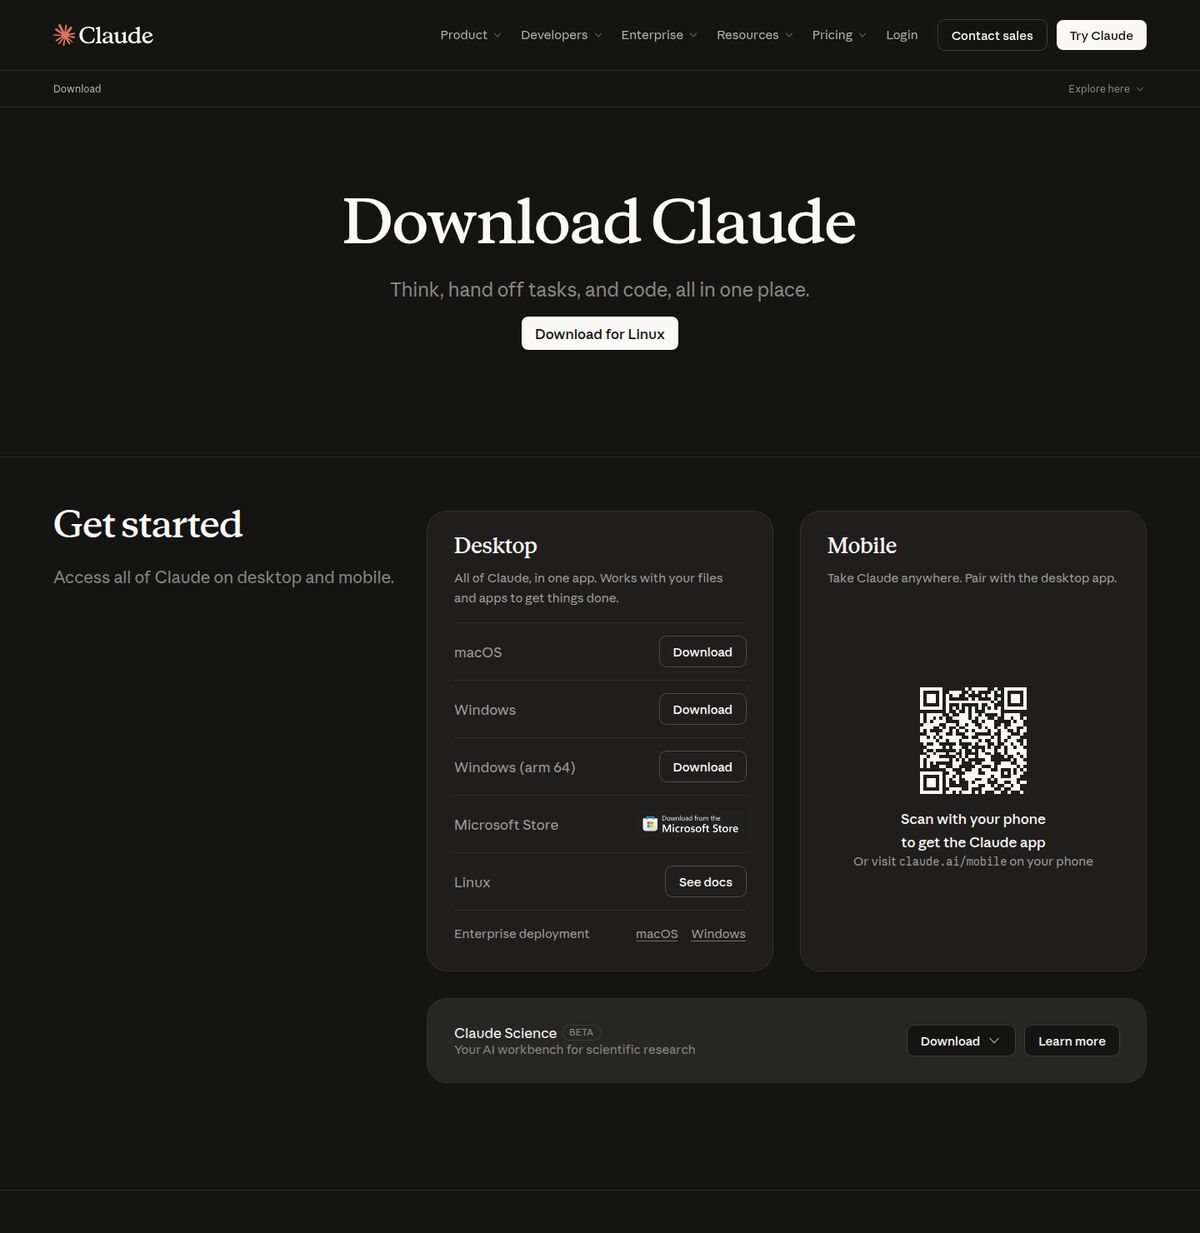 Claude
Product
Developers
Enterprise
Resources
Pricing
Login
Contact sales
Try Claude
Download
Explore here
Download Claude
Think, hand off tasks, and code, all in one place.
Download for Linux
Get started
Access all of Claude on desktop and mobile.
Desktop
All of Claude, in one app. Works with your files
and apps to get things done.
macOS
Download
Windows
Download
Windows (arm 64)
Download
Microsoft Store
Download from the
Microsoft Store
Linux
See docs
Enterprise deployment
macOS
Windows
Mobile
Take Claude anywhere. Pair with the desktop app.
Scan with your phone
to get the Claude app
Or visit claude.ai/mobile on your phone
Claude Science
BETA
Your AI workbench for scientific research
Download
Learn more